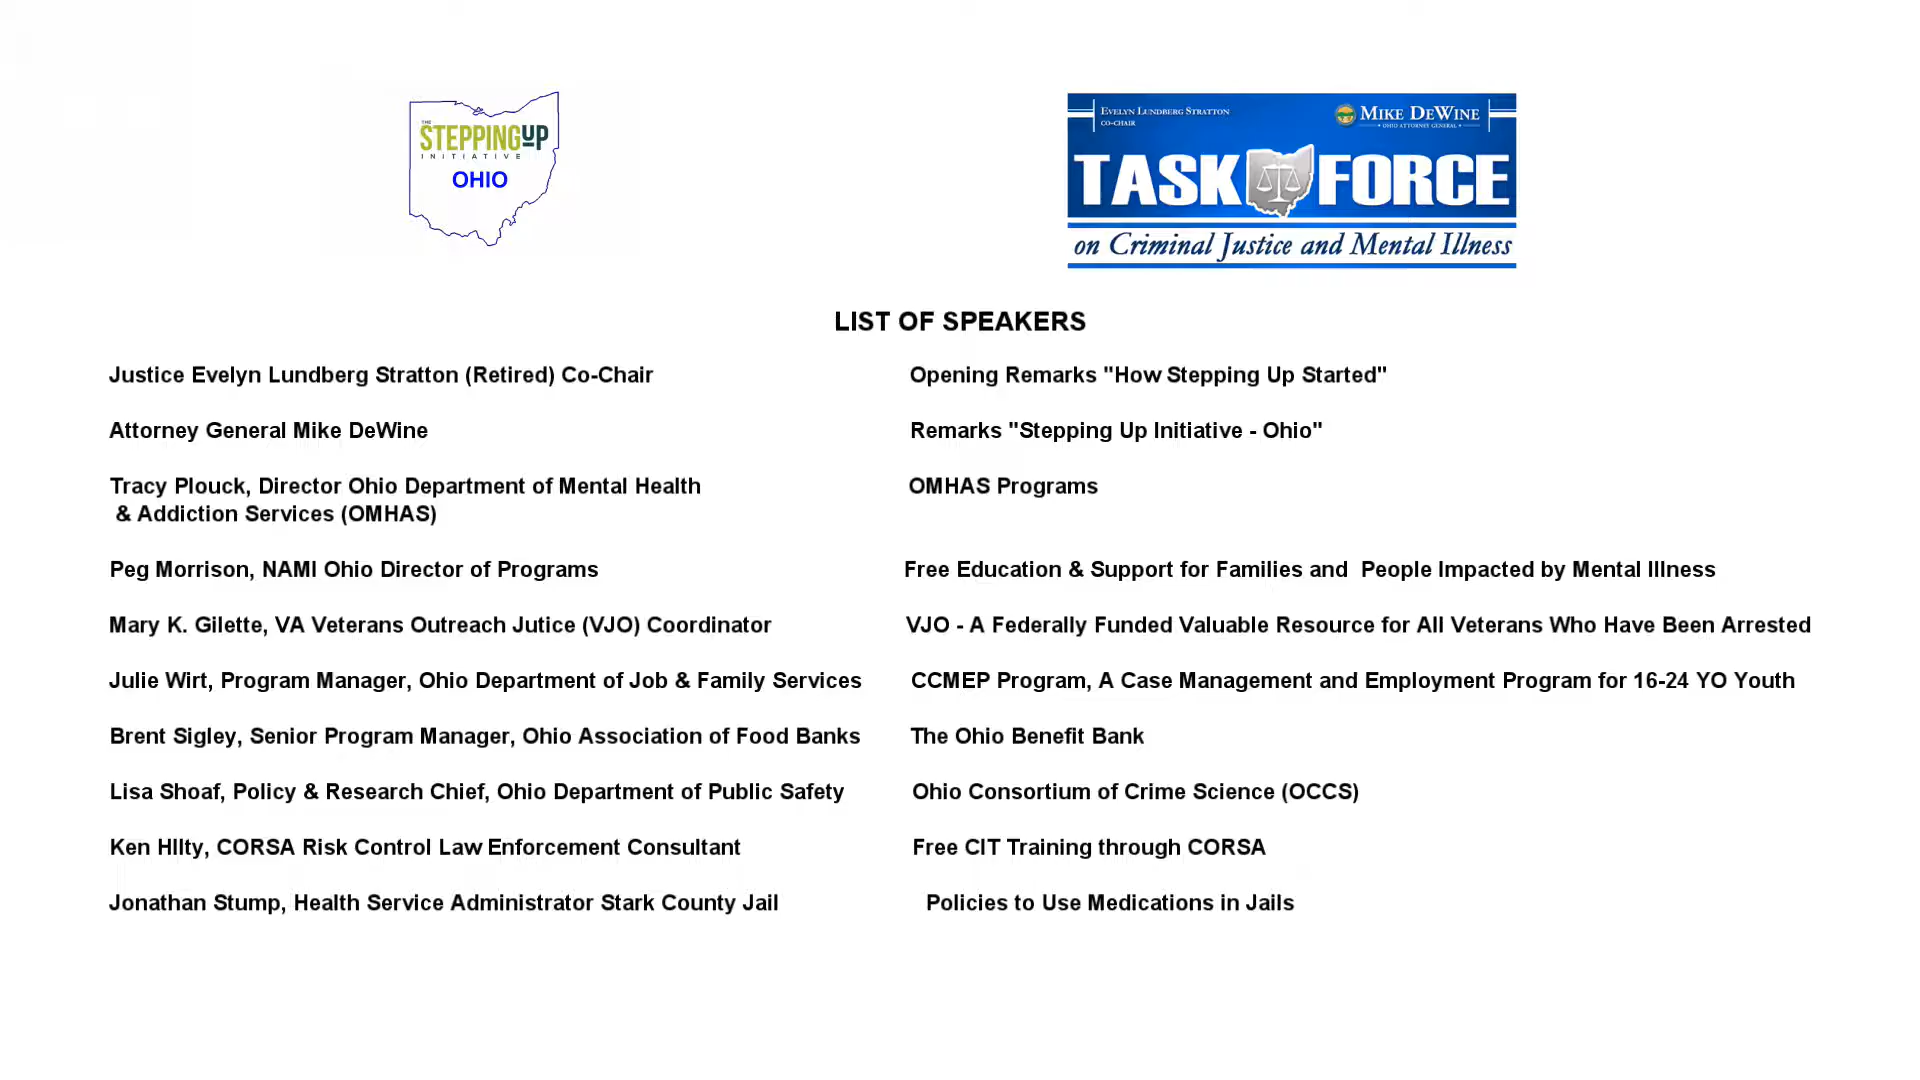 THE
STEPPING UP
INITIATIVE
OHIO
EVELYN LUNDBERG STRATTON
CO-CHAIR
MIKE DEWINE
• OHIO ATTORNEY GENERAL •
TASK FORCE
on Criminal Justice and Mental Illness
LIST OF SPEAKERS
Justice Evelyn Lundberg Stratton (Retired) Co-Chair Opening Remarks "How Stepping Up Started"
Attorney General Mike DeWine Remarks "Stepping Up Initiative - Ohio"
Tracy Plouck, Director Ohio Department of Mental Health OMHAS Programs
& Addiction Services (OMHAS)
Peg Morrison, NAMI Ohio Director of Programs Free Education & Support for Families and People Impacted by Mental Illness
Mary K. Gilette, VA Veterans Outreach Jutice (VJO) Coordinator VJO - A Federally Funded Valuable Resource for All Veterans Who Have Been Arrested
Julie Wirt, Program Manager, Ohio Department of Job & Family Services CCMEP Program, A Case Management and Employment Program for 16-24 YO Youth
Brent Sigley, Senior Program Manager, Ohio Association of Food Banks The Ohio Benefit Bank
Lisa Shoaf, Policy & Research Chief, Ohio Department of Public Safety Ohio Consortium of Crime Science (OCCS)
Ken HIlty, CORSA Risk Control Law Enforcement Consultant Free CIT Training through CORSA
Jonathan Stump, Health Service Administrator Stark County Jail Policies to Use Medications in Jails